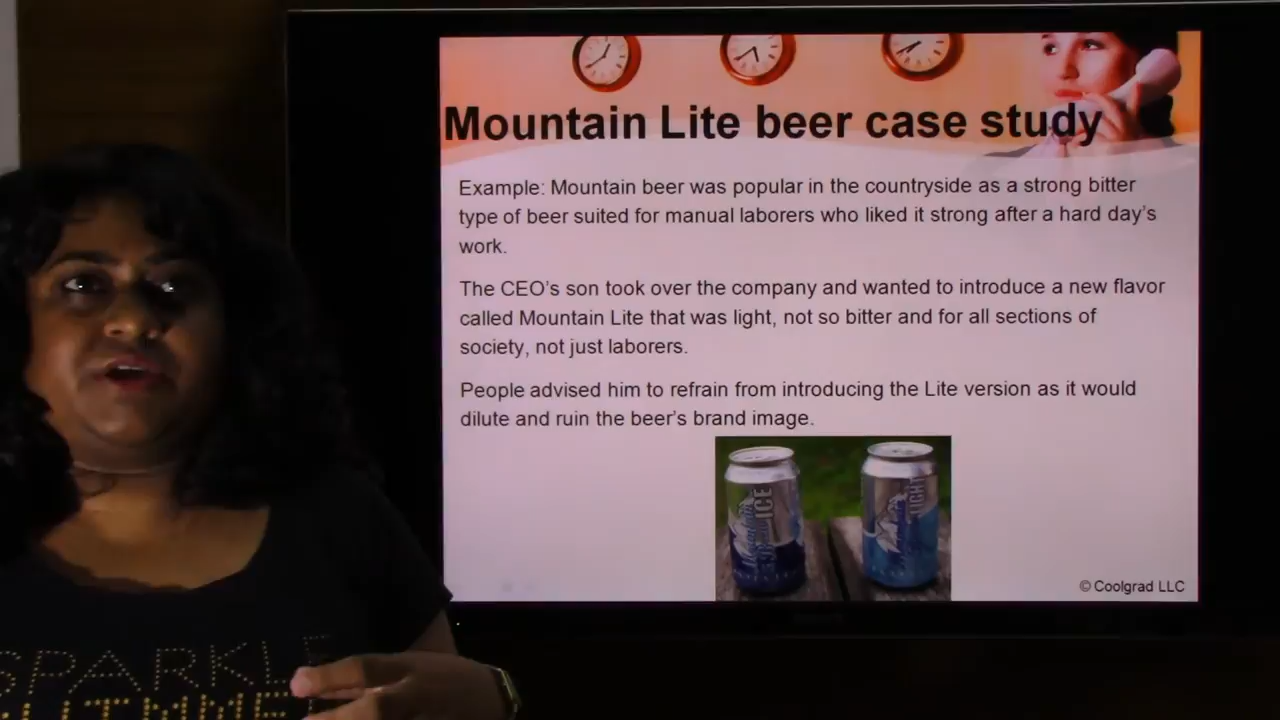 Mountain Lite beer case study
Example: Mountain beer was popular in the countryside as a strong bitter
type of beer suited for manual laborers who liked it strong after a hard day's
work.
The CEO's son took over the company and wanted to introduce a new flavor
called Mountain Lite that was light, not so bitter and for all sections of
society, not just laborers.
People advised him to refrain from introducing the Lite version as it would
dilute and ruin the beer's brand image.
ICE
LIGHT
© Coolgrad LLC
SPARKLE